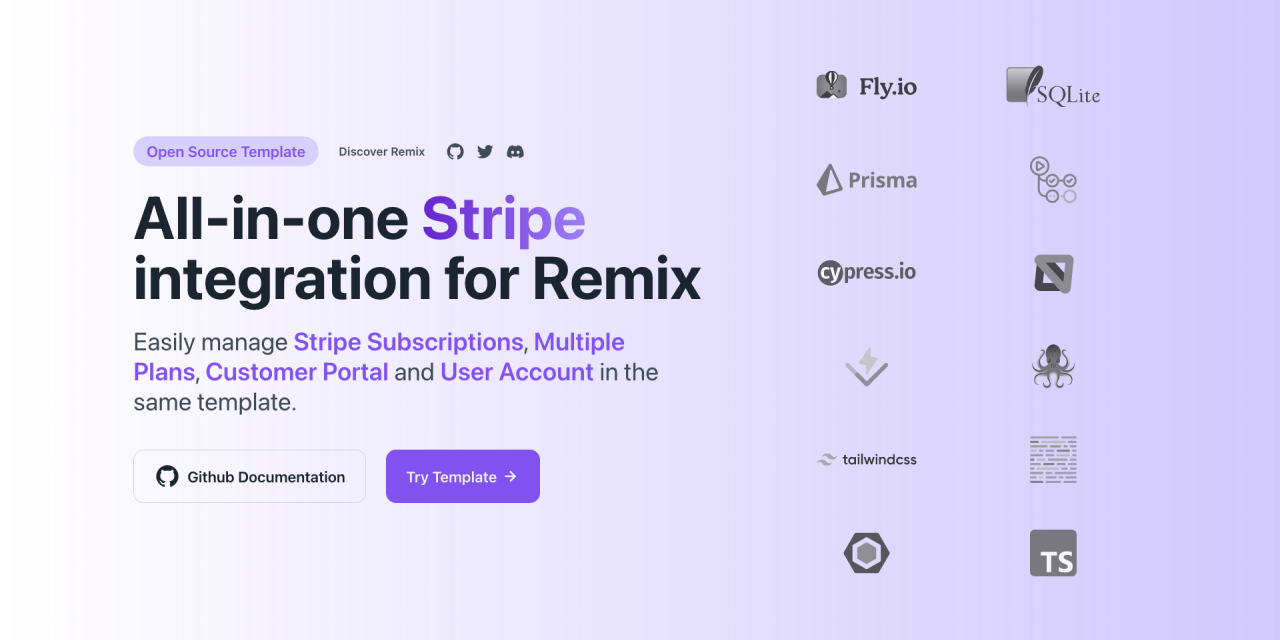 Open Source Template
Discover Remix
All-in-one Stripe
integration for Remix
Easily manage Stripe Subscriptions, Multiple
Plans, Customer Portal and User Account in the
same template.
Github Documentation
Try Template →
Fly.io
SQLite
Prisma
cypress.io
tailwindcss
TS